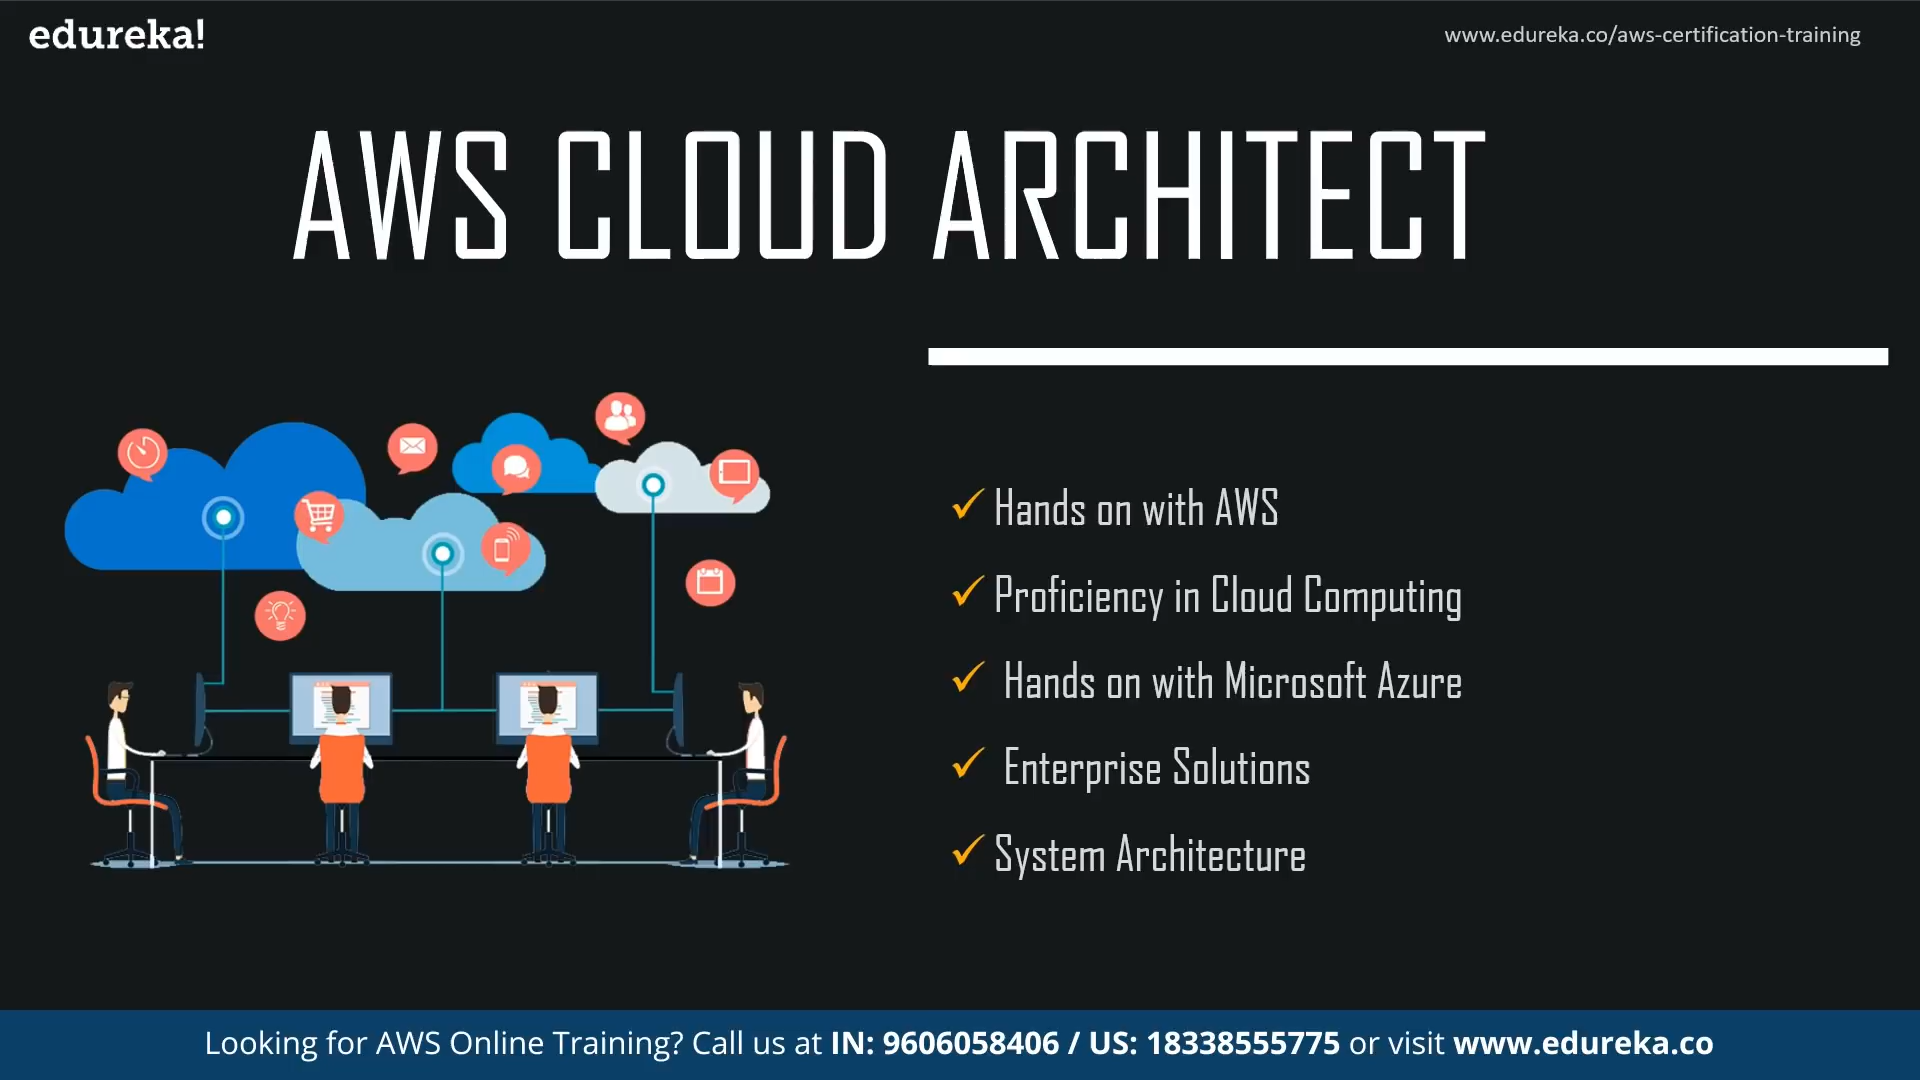 edureka!
www.edureka.co/aws-certification-training
AWS CLOUD ARCHITECT
Hands on with AWS
Proficiency in Cloud Computing
Hands on with Microsoft Azure
Enterprise Solutions
System Architecture
Looking for AWS Online Training? Call us at IN: 9606058406 / US: 18338555775 or visit www.edureka.co